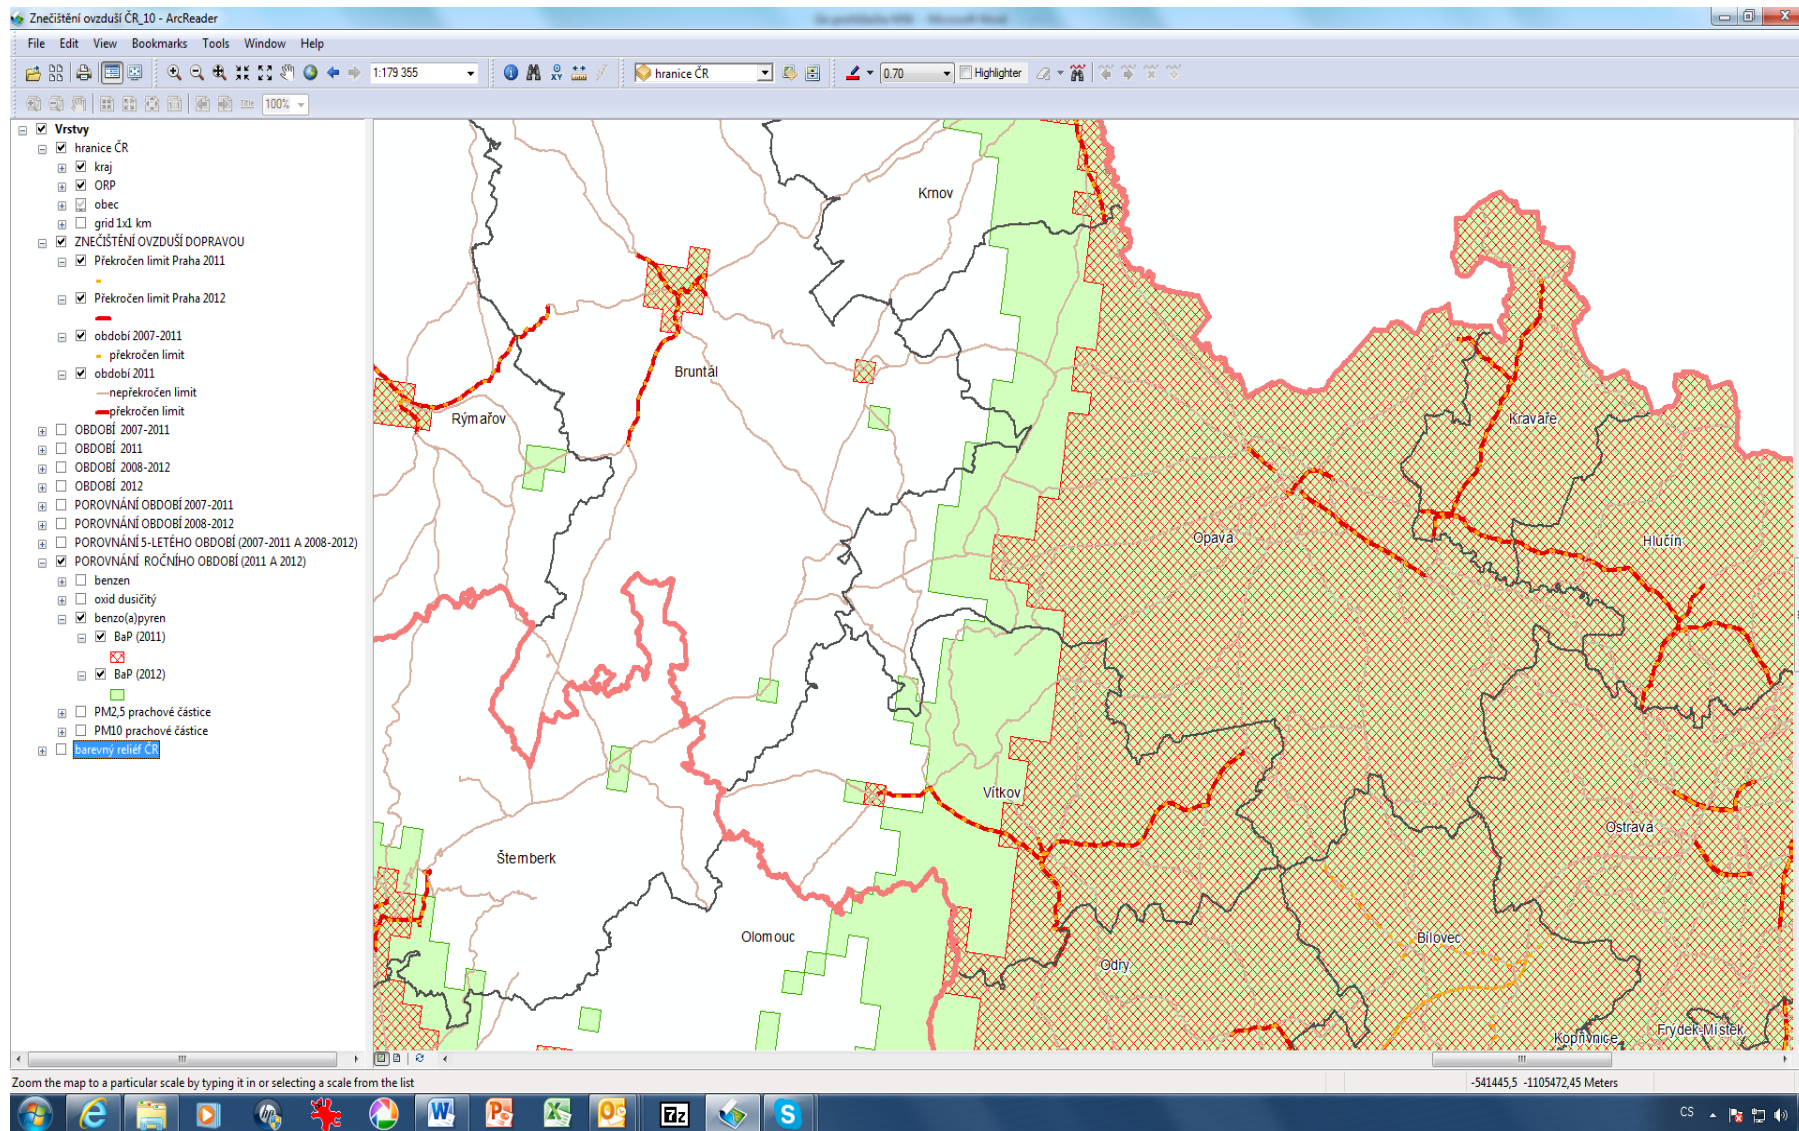 Znečištění ovzduší ČR_10 - ArcReader
File Edit View Bookmarks Tools Window Help
1:179 355
hranice ČR
0.70
Highlighter
Title
100%
Vrstvy
hranice ČR
kraj
ORP
obec
grid 1x1 km
ZNEČIŠTĚNÍ OVZDUŠÍ DOPRAVOU
Překročen limit Praha 2011
Překročen limit Praha 2012
období 2007-2011
překročen limit
období 2011
nepřekročen limit
překročen limit
OBDOBÍ 2007-2011
OBDOBÍ 2011
OBDOBÍ 2008-2012
OBDOBÍ 2012
POROVNÁNÍ OBDOBÍ 2007-2011
POROVNÁNÍ OBDOBÍ 2008-2012
POROVNÁNÍ 5-LETÉHO OBDOBÍ (2007-2011 A 2008-2012)
POROVNÁNÍ ROČNÍHO OBDOBÍ (2011 A 2012)
benzen
oxid dusičitý
benzo(a)pyren
BaP (2011)
BaP (2012)
PM2,5 prachové částice
PM10 prachové částice
barevný reliéf ČR
Krnov
Bruntál
Rýmařov
Kravaře
Opava
Hlučín
Vítkov
Ostrava
Šternberk
Olomouc
Bílovec
Odry
Frýdek-Místek
Kopřivnice
Zoom the map to a particular scale by typing it in or selecting a scale from the list
-541445,5 -1105472,45 Meters
CS